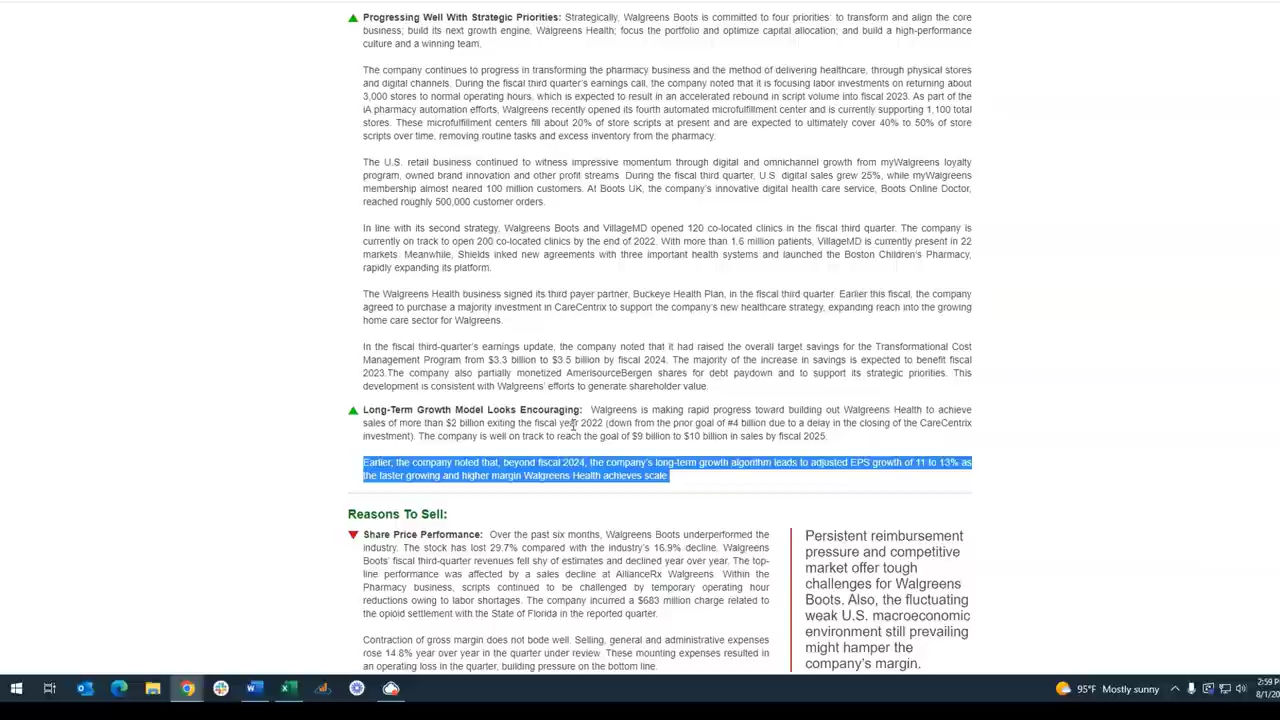 Progressing Well With Strategic Priorities: Strategically, Walgreens Boots is committed to four priorities: to transform and align the core
business; build its next growth engine, Walgreens Health; focus the portfolio and optimize capital allocation; and build a high-performance
culture and a winning team.
The company continues to progress in transforming the pharmacy business and the method of delivering healthcare, through physical stores
and digital channels. During the fiscal third quarter's earnings call, the company noted that it is focusing labor investments on returning about
3,000 stores to normal operating hours, which is expected to result in an accelerated rebound in script volume into fiscal 2023. As part of the
iA pharmacy automation efforts, Walgreens recently opened its fourth automated microfulfillment center and is currently supporting 1,100 total
stores. These microfulfillment centers fill about 20% of store scripts at present and are expected to ultimately cover 40% to 50% of store
scripts over time, removing routine tasks and excess inventory from the pharmacy.
The U.S. retail business continued to witness impressive momentum through digital and omnichannel growth from myWalgreens loyalty
program, owned brand innovation and other profit streams. During the fiscal third quarter, U.S. digital sales grew 25%, while myWalgreens
membership almost neared 100 million customers. At Boots UK, the company's innovative digital health care service, Boots Online Doctor,
reached roughly 500,000 customer orders.
In line with its second strategy, Walgreens Boots and VillageMD opened 120 co-located clinics in the fiscal third quarter. The company is
currently on track to open 200 co-located clinics by the end of 2022. With more than 1.6 million patients, VillageMD is currently present in 22
markets. Meanwhile, Shields inked new agreements with three important health systems and launched the Boston Children's Pharmacy,
rapidly expanding its platform.
The Walgreens Health business signed its third payer partner, Buckeye Health Plan, in the fiscal third quarter. Earlier this fiscal, the company
agreed to purchase a majority investment in CareCentrix to support the company's new healthcare strategy, expanding reach into the growing
home care sector for Walgreens.
In the fiscal third-quarter's earnings update, the company noted that it had raised the overall target savings for the Transformational Cost
Management Program from $3.3 billion to $3.5 billion by fiscal 2024. The majority of the increase in savings is expected to benefit fiscal
2023.The company also partially monetized AmerisourceBergen shares for debt paydown and to support its strategic priorities. This
development is consistent with Walgreens' efforts to generate shareholder value.
Long-Term Growth Model Looks Encouraging: Walgreens is making rapid progress toward building out Walgreens Health to achieve
sales of more than $2 billion exiting the fiscal year 2022 (down from the prior goal of #4 billion due to a delay in the closing of the CareCentrix
investment). The company is well on track to reach the goal of $9 billion to $10 billion in sales by fiscal 2025.
Earlier, the company noted that, beyond fiscal 2024, the company's long-term growth algorithm leads to adjusted EPS growth of 11 to 13% as
the faster growing and higher margin Walgreens Health achieves scale.
Reasons To Sell:
Share Price Performance: Over the past six months, Walgreens Boots underperformed the
industry. The stock has lost 29.7% compared with the industry's 16.9% decline. Walgreens
Boots' fiscal third-quarter revenues fell shy of estimates and declined year over year. The top-
line performance was affected by a sales decline at AllianceRx Walgreens. Within the
Pharmacy business, scripts continued to be challenged by temporary operating hour
reductions owing to labor shortages. The company incurred a $683 million charge related to
the opioid settlement with the State of Florida in the reported quarter.
Contraction of gross margin does not bode well. Selling, general and administrative expenses
rose 14.8% year over year in the quarter under review. These mounting expenses resulted in
an operating loss in the quarter, building pressure on the bottom line.
Persistent reimbursement
pressure and competitive
market offer tough
challenges for Walgreens
Boots. Also, the fluctuating
weak U.S. macroeconomic
environment still prevailing
might hamper the
company's margin.
95°F Mostly sunny
2:59 P
8/1/20